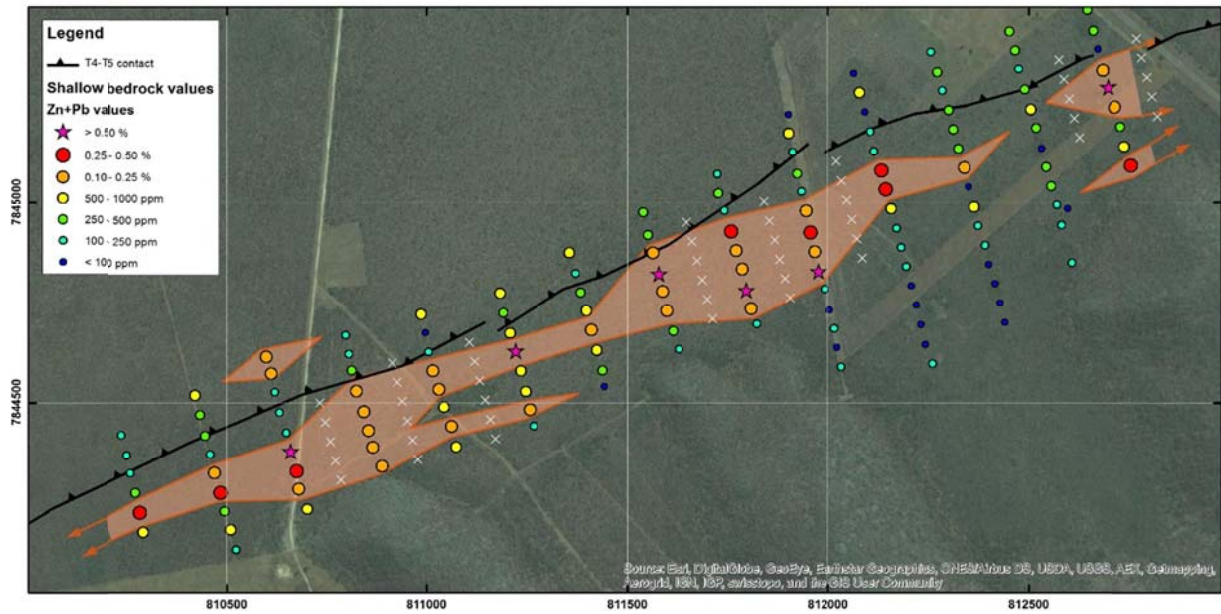 Legend
T4-T5 contact
Shallow bedrock values
Zn+Pb values
> 0.50 %
0.25- 0.50 %
0.10- 0.25 %
500 - 1000 ppm
250 - 500 ppm
100 - 250 ppm
< 100 ppm
7845000
7844500
Source: Esri, DigitalGlobe, GeoEye, Earthstar Geographics, CNES/Airbus DS, USDA, USGS, AEX, Getmapping,
Aerogrid, IGN, IGP, swisstopo, and the GIS User Community
810500 811000 811500 812000 812500